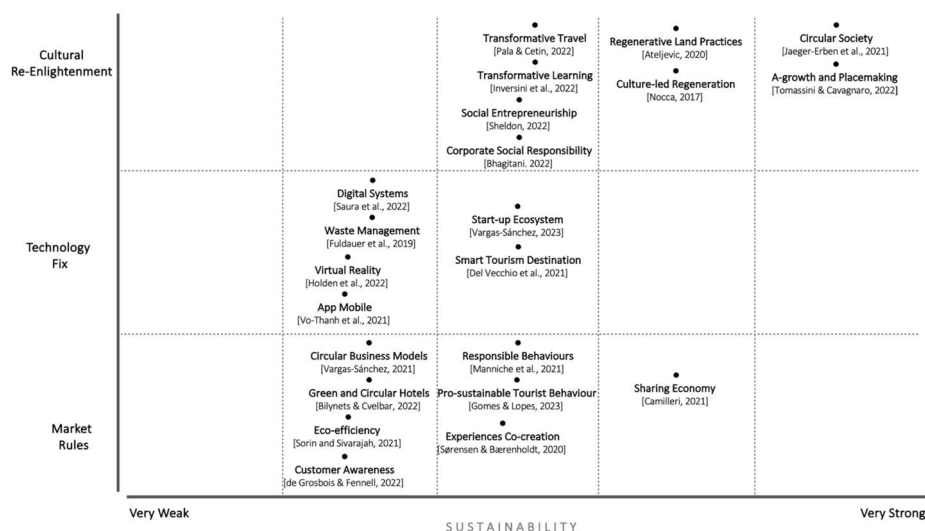 Cultural
Re-Enlightenment
Transformative Travel
[Pala & Cetin, 2022]
Transformative Learning
[Inversini et al., 2022]
Social Entrepreneuriship
[Sheldon, 2022]
Corporate Social Responsibility
[Bhagitani. 2022]
Regenerative Land Practices
[Ateljevic, 2020]
Culture-led Regeneration
[Nocca, 2017]
Circular Society
[Jaeger-Erben et al., 2021]
A-growth and Placemaking
[Tomassini & Cavagnaro, 2022]
Technology
Fix
Digital Systems
[Saura et al., 2022]
Waste Management
[Fuldauer et al., 2019]
Virtual Reality
[Holden et al., 2022]
App Mobile
[Vo-Thanh et al., 2021]
Start-up Ecosystem
[Vargas-Sánchez, 2023]
Smart Tourism Destination
[Del Vecchio et al., 2021]
Market
Rules
Circular Business Models
[Vargas-Sánchez, 2021]
Green and Circular Hotels
[Bilynets & Cvelbar, 2022]
Eco-efficiency
[Sorin and Sivarajah, 2021]
Customer Awareness
[de Grosbois & Fennell, 2022]
Responsible Behaviours
[Manniche et al., 2021]
Pro-sustainable Tourist Behaviour
[Gomes & Lopes, 2023]
Experiences Co-creation
[Sørensen & Bærenholdt, 2020]
Sharing Economy
[Camilleri, 2021]
Very Weak
Very Strong
SUSTAINABILITY